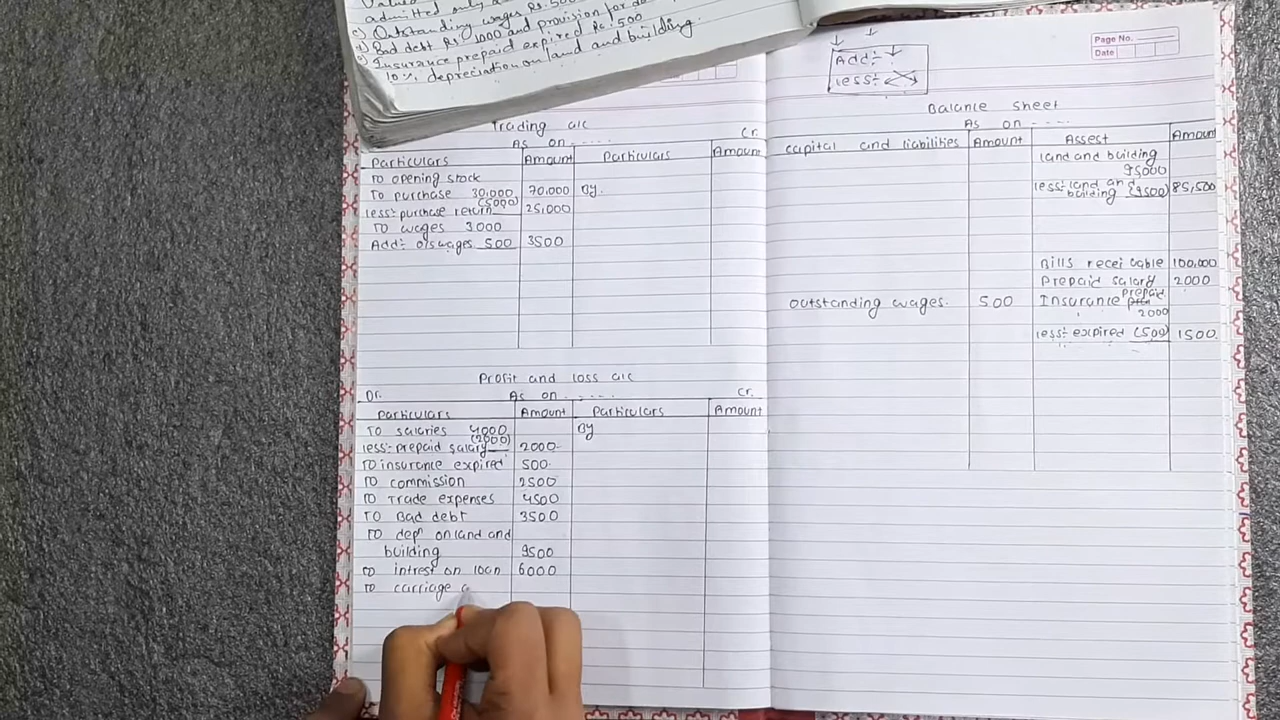 admitted only
c) Outstanding wages Rs. 500
d) Bad debt Rs. 1000 and provision for
e) Insurance prepaid expired Rs. 500
10%. depreciation on land and building.
Trading a/c
As on .....
Cr.
Particulars Amount Particulars Amount
To opening stock
To purchase 30,000 70,000 By.
(5000)
less:- purchase return 25,000
To wages 3000
Add:- o/s wages 500 3500
Profit and loss a/c
Dr. As on ..... Cr.
Particulars Amount Particulars Amount
To salaries 4000 By
(2000)
less:- prepaid salary 2000
To insurance expired 500
To commission 2500
To Trade expenses 4500
To Bad debt 3500
To depn on land and
building 9500
To intrest on loan 6000
To carriage
Page No.
Date
Add:-
less:-
Balance sheet
As on .....
capital and liabilities Amount Assest Amount
land and building
95000
less:- land an
building (9500) 85,500
Bills receivable 100,000
Prepaid salary 2000
outstanding wages. 500 Insurance prepaid
2000
less:- expired (500) 1500